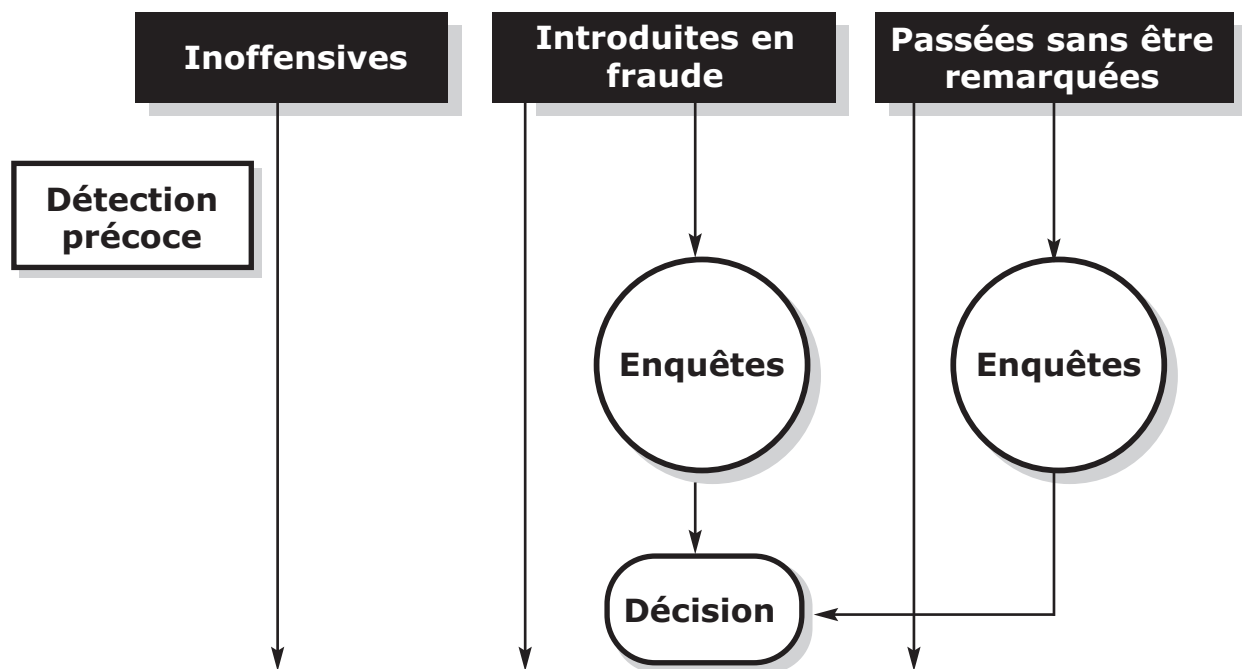 Inoffensives
Introduites en
fraude
Passées sans être
remarquées
Détection
précoce
Enquêtes
Enquêtes
Décision